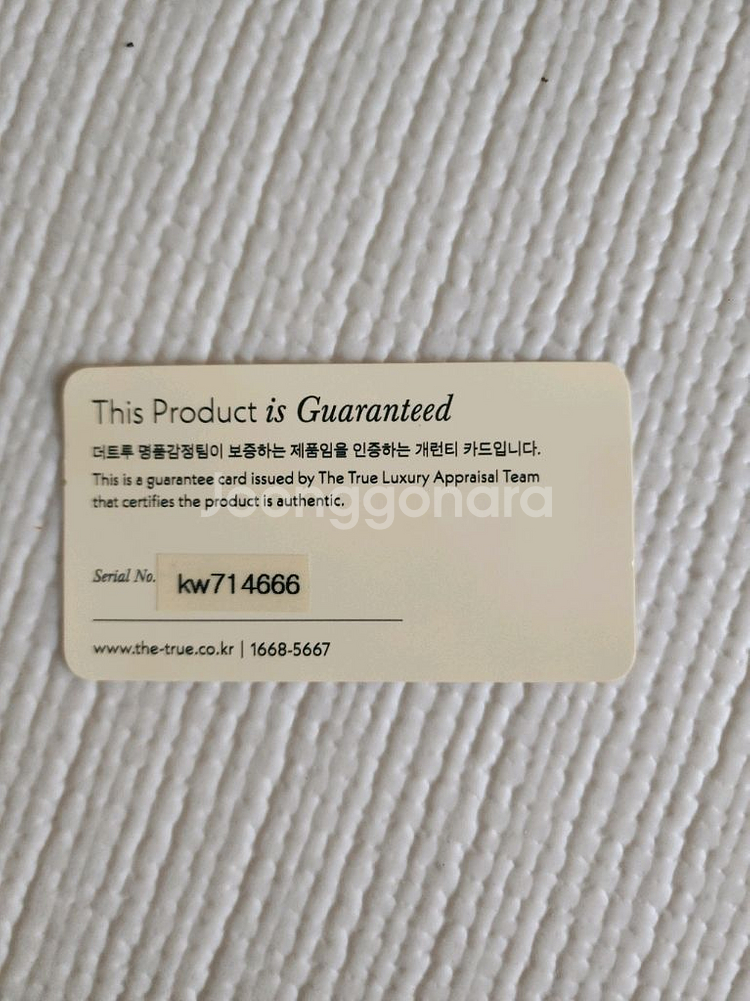 This Product is Guaranteed
더트루 명품감정팀이 보증하는 제품임을 인증하는 개런티 카드입니다.
This is a guarantee card issued by The True Luxury Appraisal Team
that certifies the product is authentic.
Joonggonara
Serial No. kw714666
www.the-true.co.kr | 1668-5667